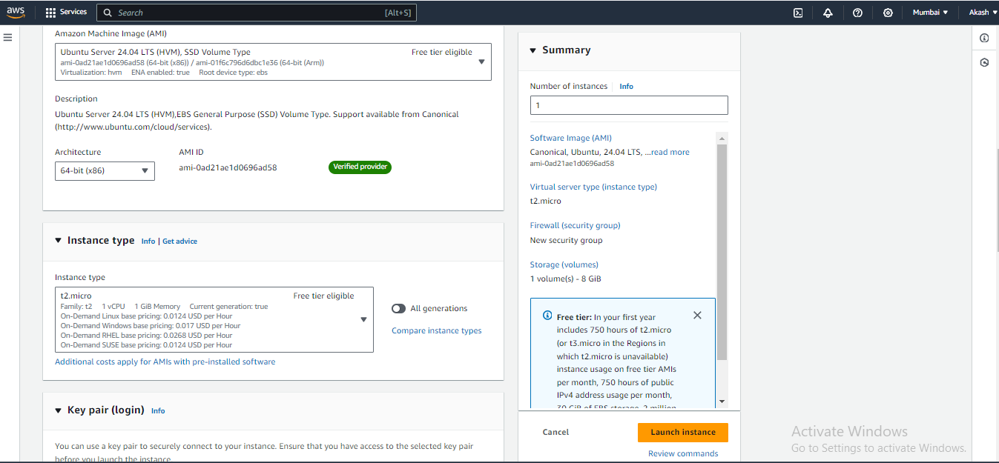 aws
Services
Search [Alt+S]
Mumbai ▼
Akash ▼
Amazon Machine Image (AMI)
Ubuntu Server 24.04 LTS (HVM), SSD Volume Type Free tier eligible
ami-0ad21ae1d0696ad58 (64-bit (x86)) / ami-01f6c796d6dbc1e36 (64-bit (Arm))
Virtualization: hvm ENA enabled: true Root device type: ebs
Description
Ubuntu Server 24.04 LTS (HVM),EBS General Purpose (SSD) Volume Type. Support available from Canonical
(http://www.ubuntu.com/cloud/services).
Architecture
64-bit (x86)
AMI ID
ami-0ad21ae1d0696ad58
Verified provider
Instance type Info | Get advice
Instance type
t2.micro Free tier eligible
Family: t2 1 vCPU 1 GiB Memory Current generation: true
On-Demand Linux base pricing: 0.0124 USD per Hour
On-Demand Windows base pricing: 0.017 USD per Hour
On-Demand RHEL base pricing: 0.0268 USD per Hour
On-Demand SUSE base pricing: 0.0124 USD per Hour
All generations
Compare instance types
Additional costs apply for AMIs with pre-installed software
Key pair (login) Info
You can use a key pair to securely connect to your instance. Ensure that you have access to the selected key pair
before you launch the instance.
Summary
Number of instances Info
1
Software Image (AMI)
Canonical, Ubuntu, 24.04 LTS, ...read more
ami-0ad21ae1d0696ad58
Virtual server type (instance type)
t2.micro
Firewall (security group)
New security group
Storage (volumes)
1 volume(s) - 8 GiB
Free tier: In your first year
includes 750 hours of t2.micro
(or t3.micro in the Regions in
which t2.micro is unavailable)
instance usage on free tier AMIs
per month, 750 hours of public
IPv4 address usage per month,
30 GiB of EBS storage, 2 million
Cancel
Launch instance
Review commands
Activate Windows
Go to Settings to activate Windows.